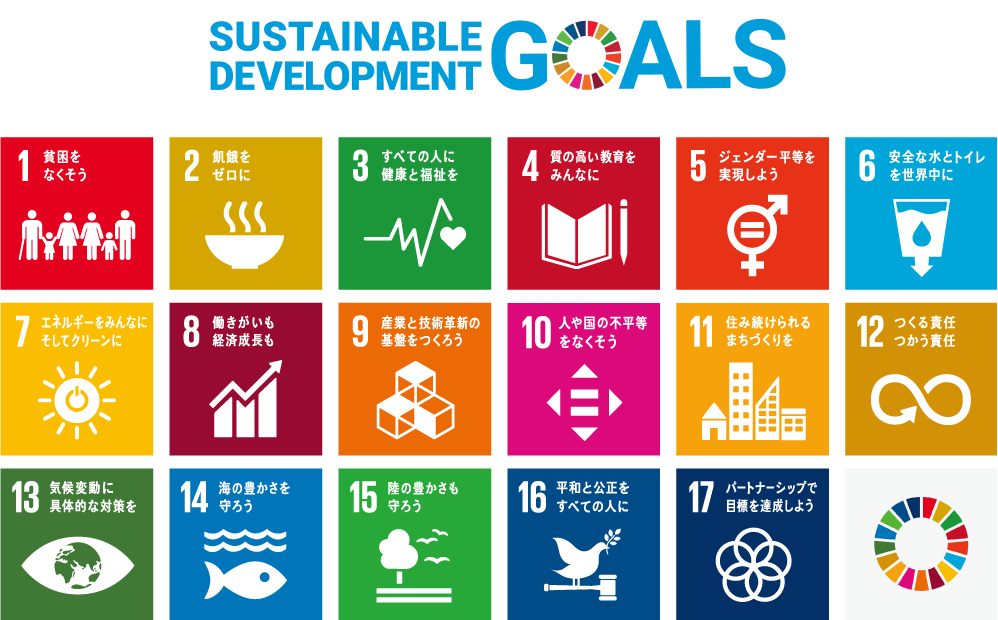 SUSTAINABLE
DEVELOPMENT
GOALS
1 貧困を
なくそう
2 飢餓を
ゼロに
3 すべての人に
健康と福祉を
4 質の高い教育を
みんなに
5 ジェンダー平等を
実現しよう
6 安全な水とトイレ
を世界中に
7 エネルギーをみんなに
そしてクリーンに
8 働きがいも
経済成長も
9 産業と技術革新の
基盤をつくろう
10 人や国の不平等
をなくそう
11 住み続けられる
まちづくりを
12 つくる責任
つかう責任
13 気候変動に
具体的な対策を
14 海の豊かさを
守ろう
15 陸の豊かさも
守ろう
16 平和と公正を
すべての人に
17 パートナーシップで
目標を達成しよう